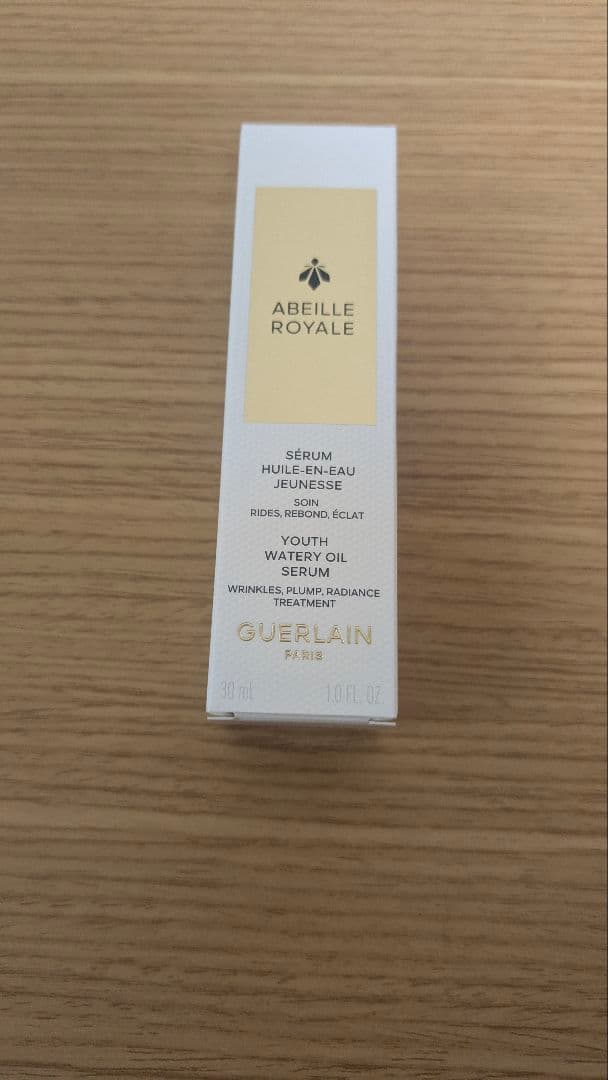 ABEILLE
ROYALE
SÉRUM
HUILE-EN-EAU
JEUNESSE
SOIN
RIDES, REBOND, ÉCLAT
YOUTH
WATERY OIL
SERUM
WRINKLES, PLUMP, RADIANCE
TREATMENT
GUERLAIN
PARIS
30 mL 1.0 FL. OZ.